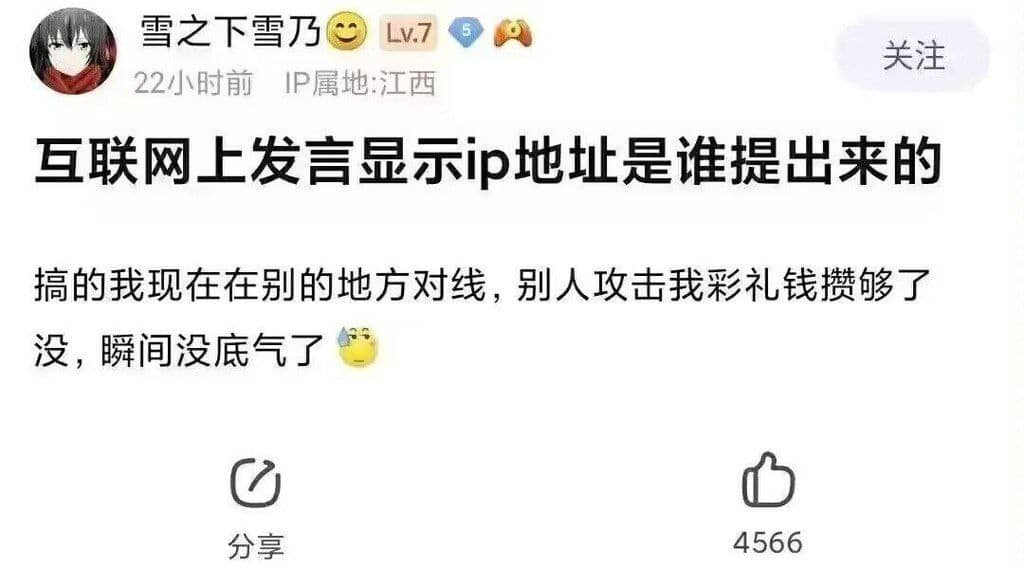 雪之下雪乃😊 Lv.7 5
22小时前 IP属地:江西
关注
互联网上发言显示ip地址是谁提出来的
搞的我现在在别的地方对线，别人攻击我彩礼钱攒够了
没，瞬间没底气了
分享
4566